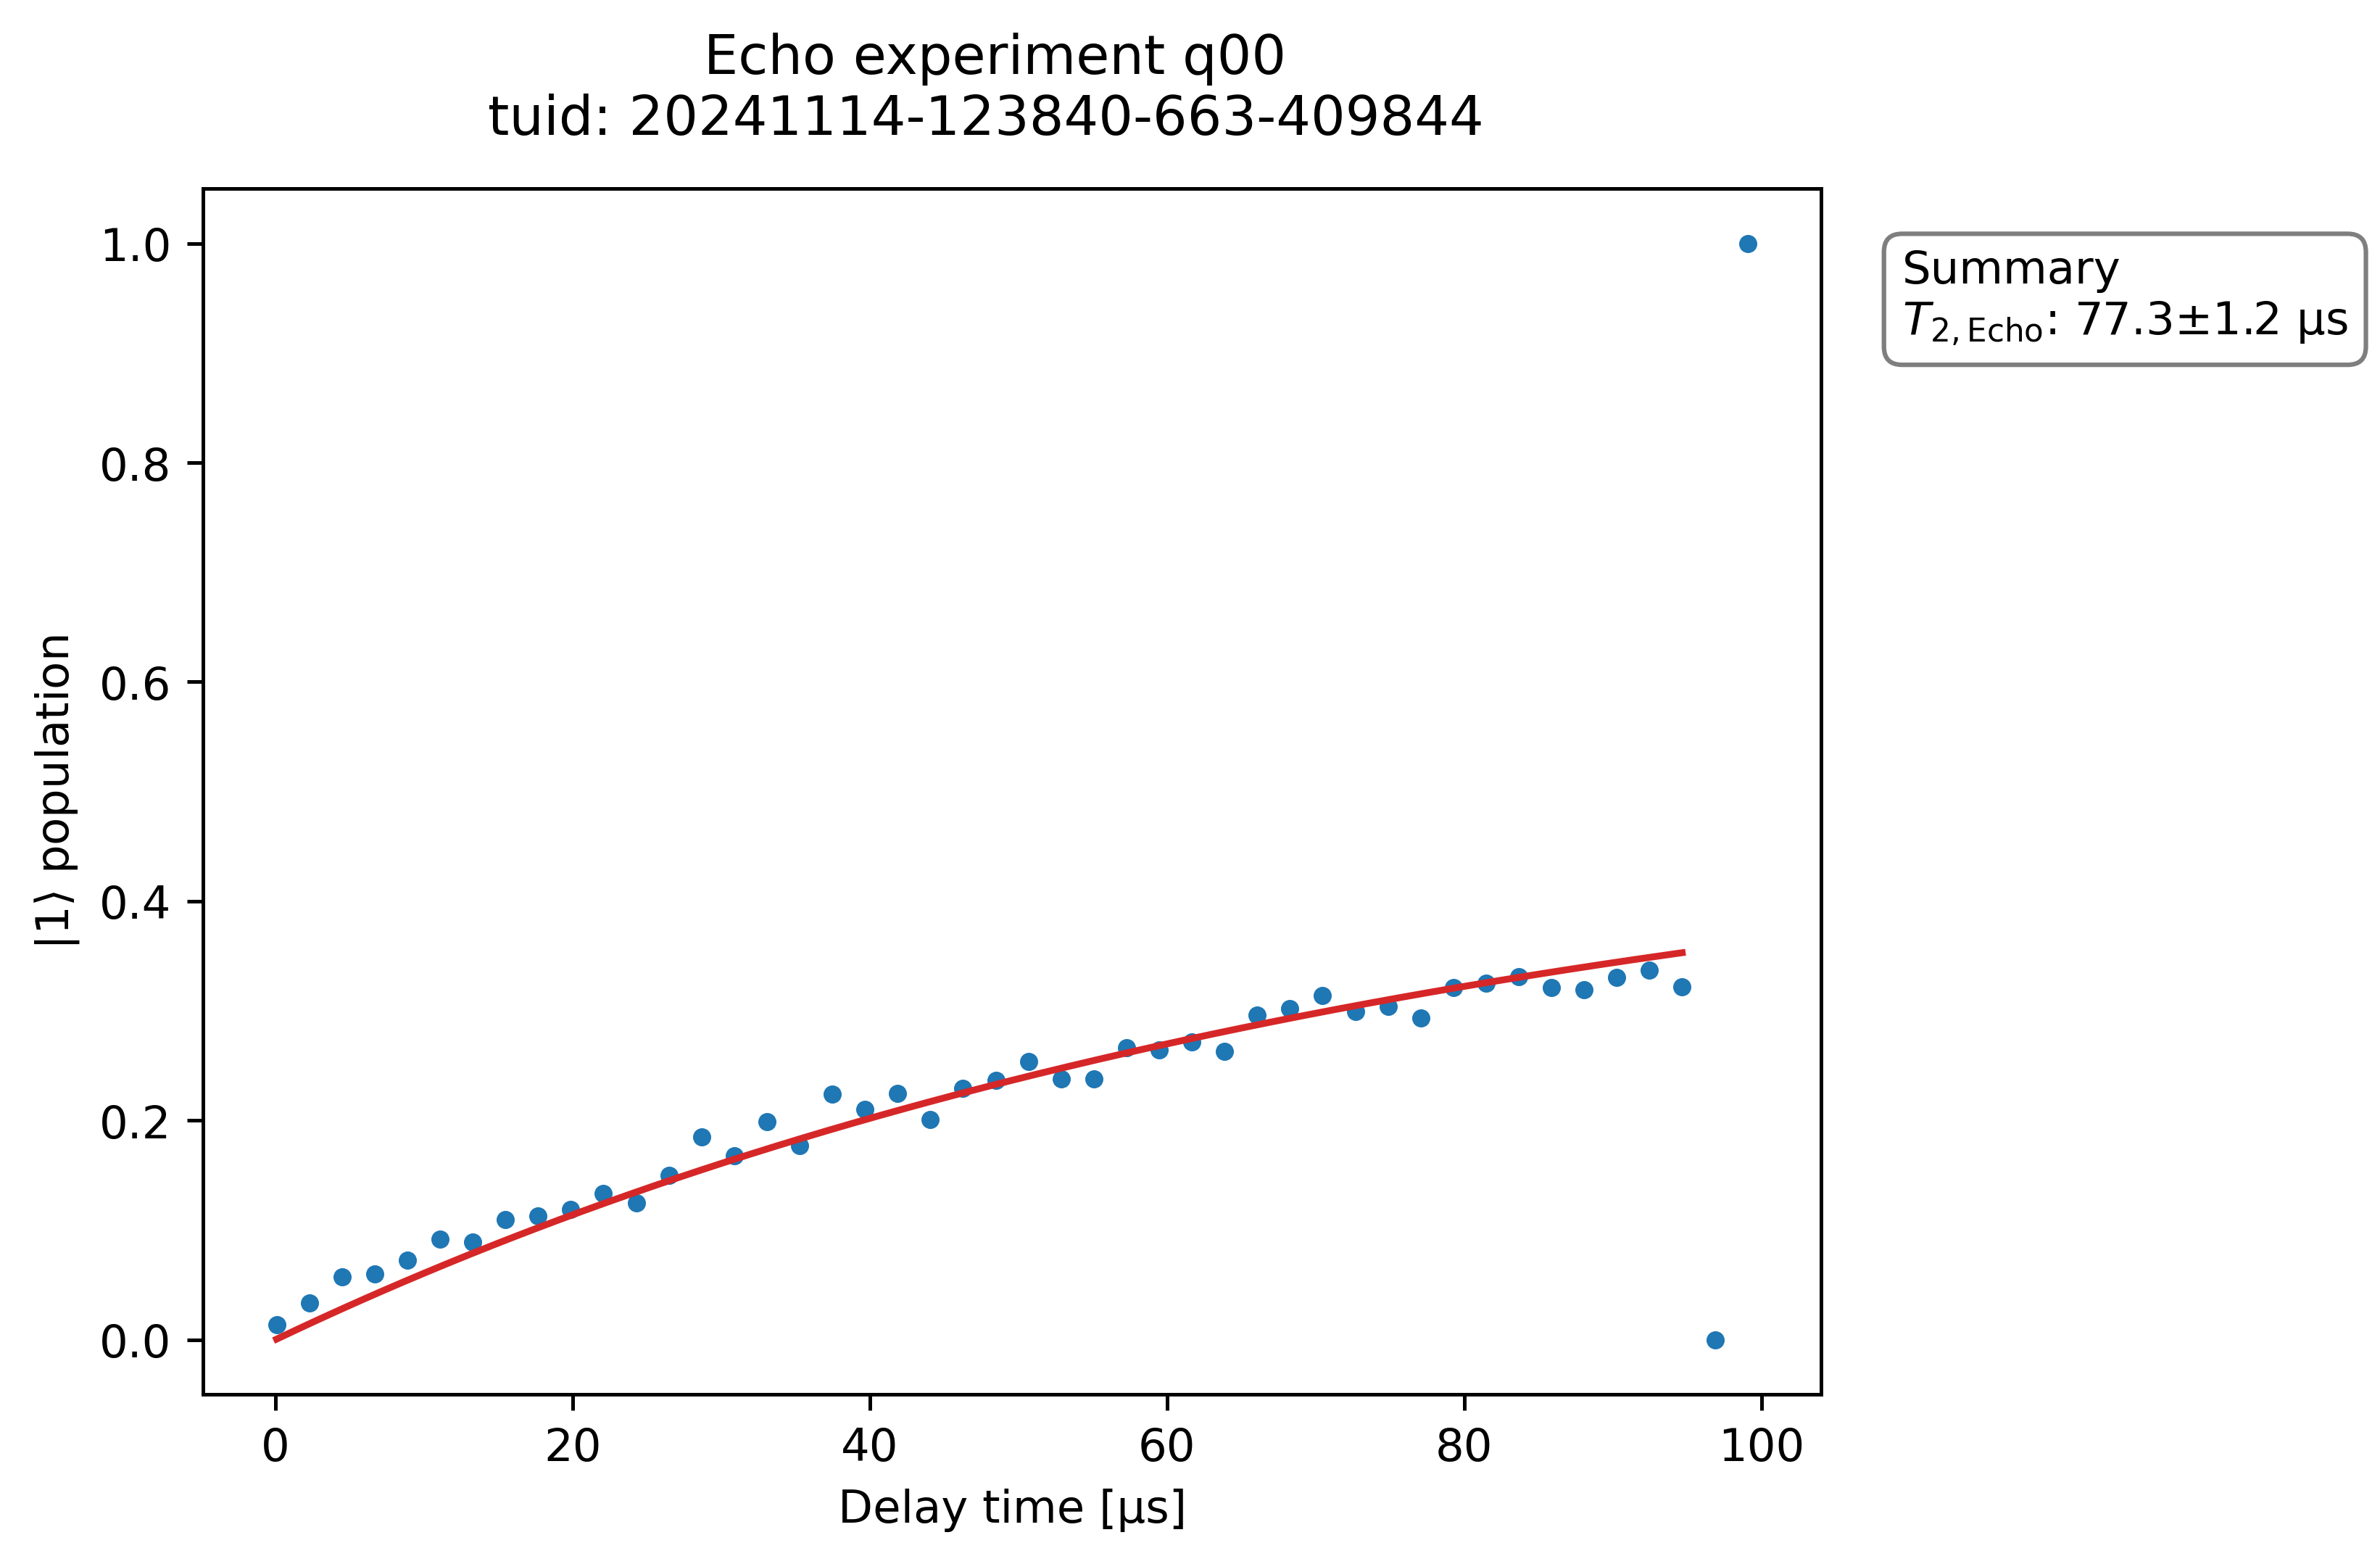 Echo experiment q00
tuid: 20241114-123840-663-409844
Summary
T2,Echo: 77.3±1.2 µs
|1⟩ population
1.0
0.8
0.6
0.4
0.2
0.0
0 20 40 60 80 100
Delay time [µs]